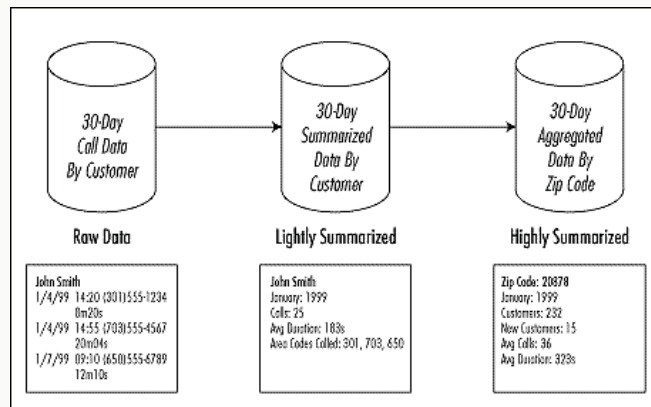 30-Day
Call Data
By Customer
30-Day
Summarized
Data By
Customer
30-Day
Aggregated
Data By
Zip Code
Raw Data
Lightly Summarized
Highly Summarized
John Smith
1/4/99 14:20 (301)555-1234
8m20s
1/4/99 14:55 (703)555-4567
20m04s
1/7/99 09:10 (650)555-6789
12m10s
John Smith
January: 1999
Calls: 25
Avg Duration: 183s
Area Codes Called: 301, 703, 650
Zip Code: 20878
January: 1999
Customers: 232
New Customers: 15
Avg Calls: 36
Avg Duration: 323s